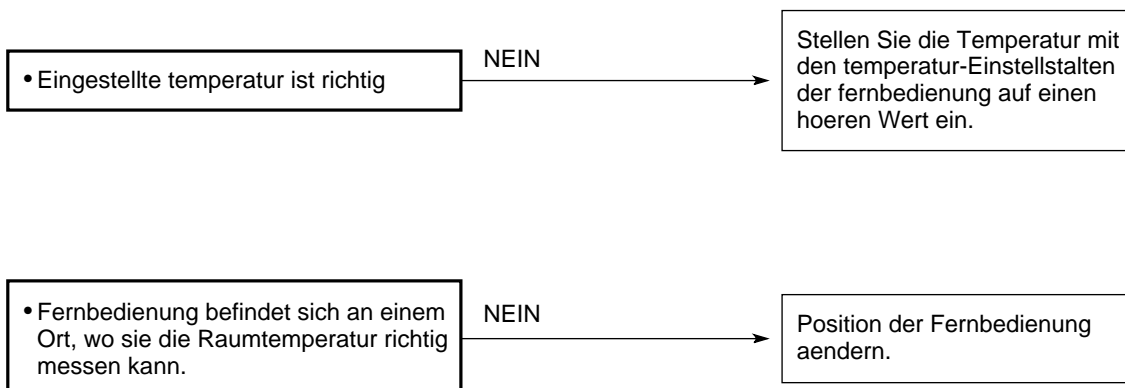 • Eingestellte temperatur ist richtig
NEIN
Stellen Sie die Temperatur mit
den temperatur-Einstellstalten
der fernbedienung auf einen
hoeren Wert ein.
• Fernbedienung befindet sich an einem
Ort, wo sie die Raumtemperatur richtig
messen kann.
NEIN
Position der Fernbedienung
aendern.